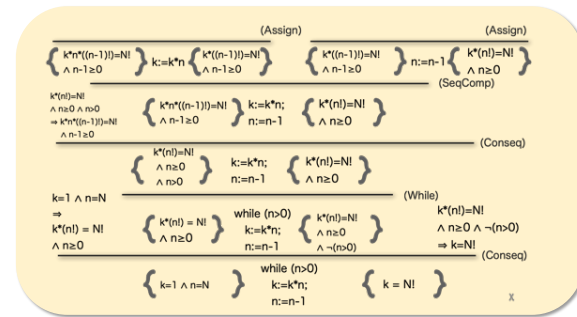 (Assign) (Assign)
{ k*n*((n-1)!)=N! ∧ n-1≥0 } k:=k*n { k*((n-1)!)=N! ∧ n-1≥0 } { k*((n-1)!)=N! ∧ n-1≥0 } n:=n-1 { k*(n!)=N! ∧ n≥0 }
(SeqComp)
k*(n!)=N!
∧ n≥0 ∧ n>0
⇒ k*n*((n-1)!)=N!
∧ n-1≥0
{ k*n*((n-1)!)=N! ∧ n-1≥0 } k:=k*n; n:=n-1 { k*(n!)=N! ∧ n≥0 }
(Conseq)
{ k*(n!)=N! ∧ n≥0 ∧ n>0 } k:=k*n; n:=n-1 { k*(n!)=N! ∧ n≥0 }
(While)
k=1 ∧ n=N
⇒
k*(n!) = N!
∧ n≥0
{ k*(n!) = N! ∧ n≥0 } while (n>0) k:=k*n; n:=n-1 { k*(n!)=N! ∧ n≥0 ∧ ¬(n>0) }
k*(n!)=N!
∧ n≥0 ∧ ¬(n>0)
⇒ k=N!
(Conseq)
{ k=1 ∧ n=N } while (n>0) k:=k*n; n:=n-1 { k = N! }
x